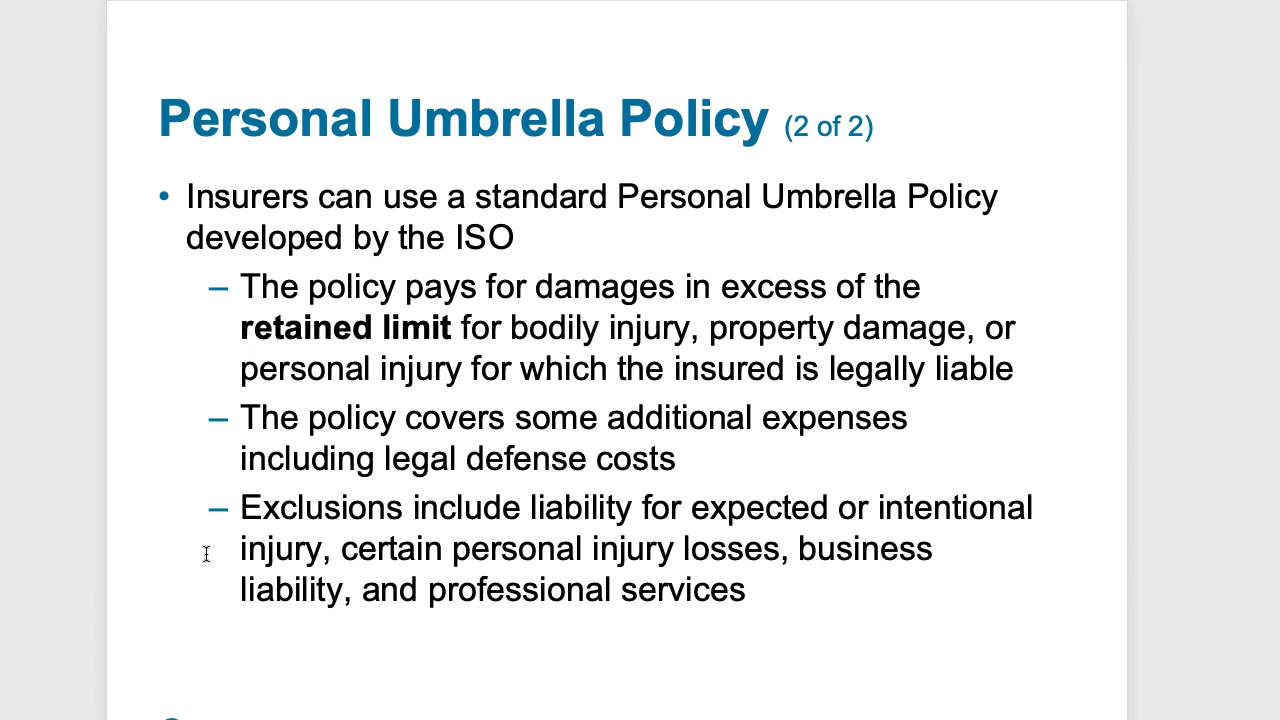 Personal Umbrella Policy (2 of 2)
• Insurers can use a standard Personal Umbrella Policy
developed by the ISO
– The policy pays for damages in excess of the
retained limit for bodily injury, property damage, or
personal injury for which the insured is legally liable
– The policy covers some additional expenses
including legal defense costs
– Exclusions include liability for expected or intentional
injury, certain personal injury losses, business
liability, and professional services